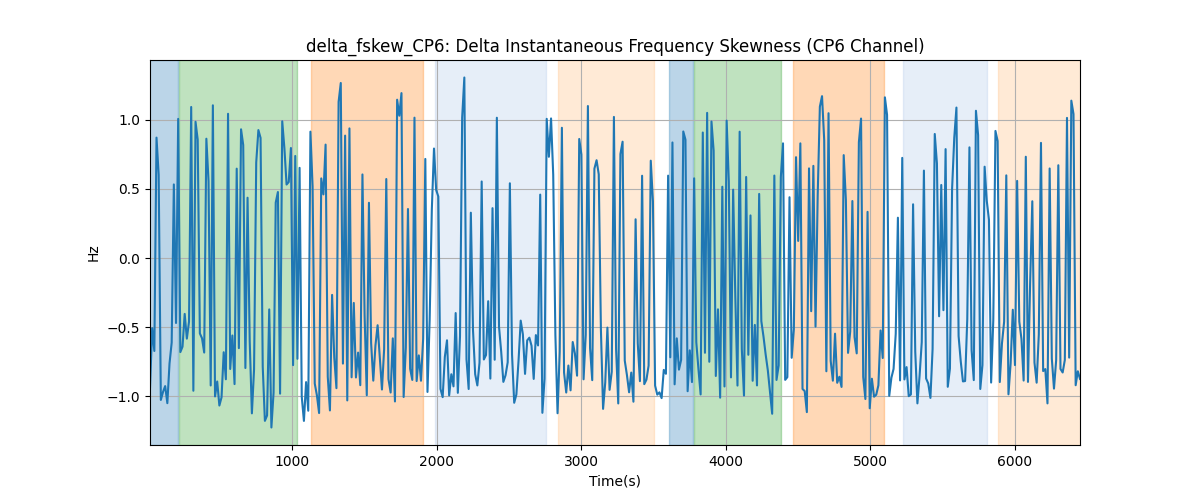 delta_fskew_CP6: Delta Instantaneous Frequency Skewness (CP6 Channel)
1.0
0.5
0.0
−0.5
−1.0
Hz
1000 2000 3000 4000 5000 6000
Time(s)